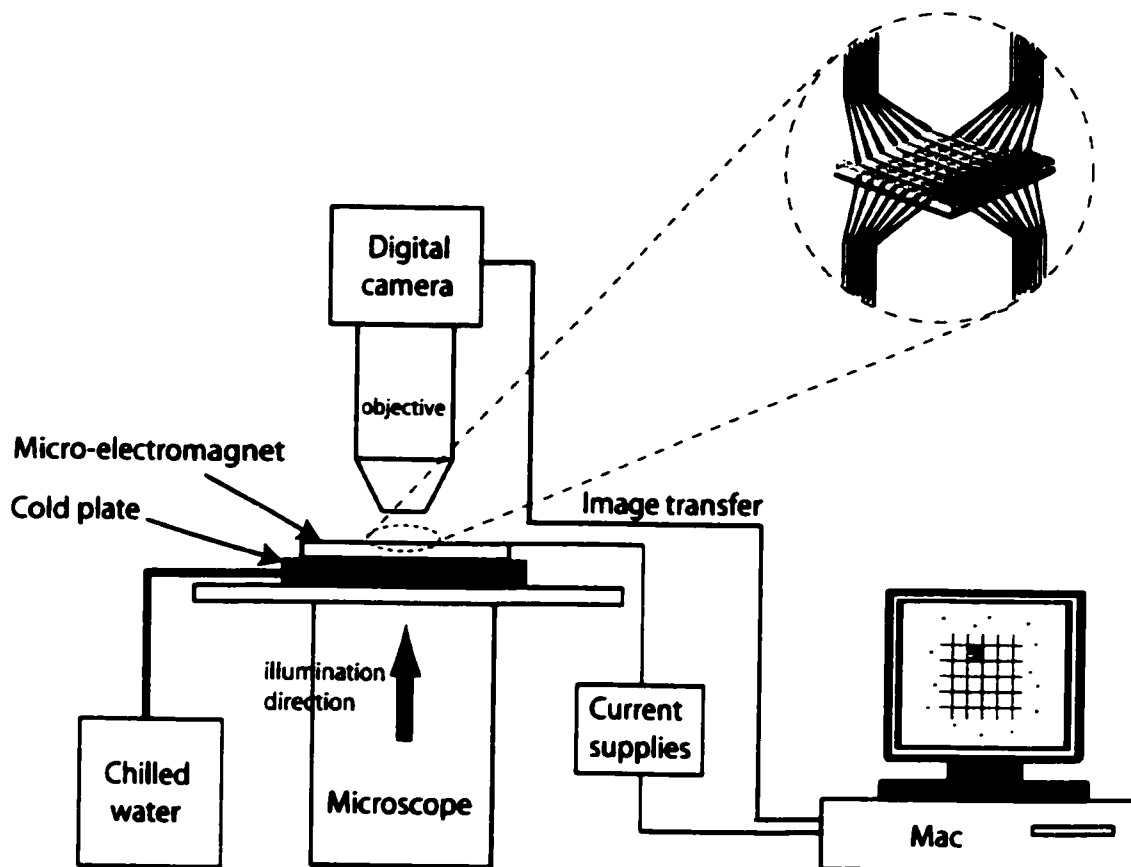 Digital
camera
objective
Micro-electromagnet
Cold plate
Image transfer
illumination
direction
Current
supplies
Chilled
water
Microscope
Mac